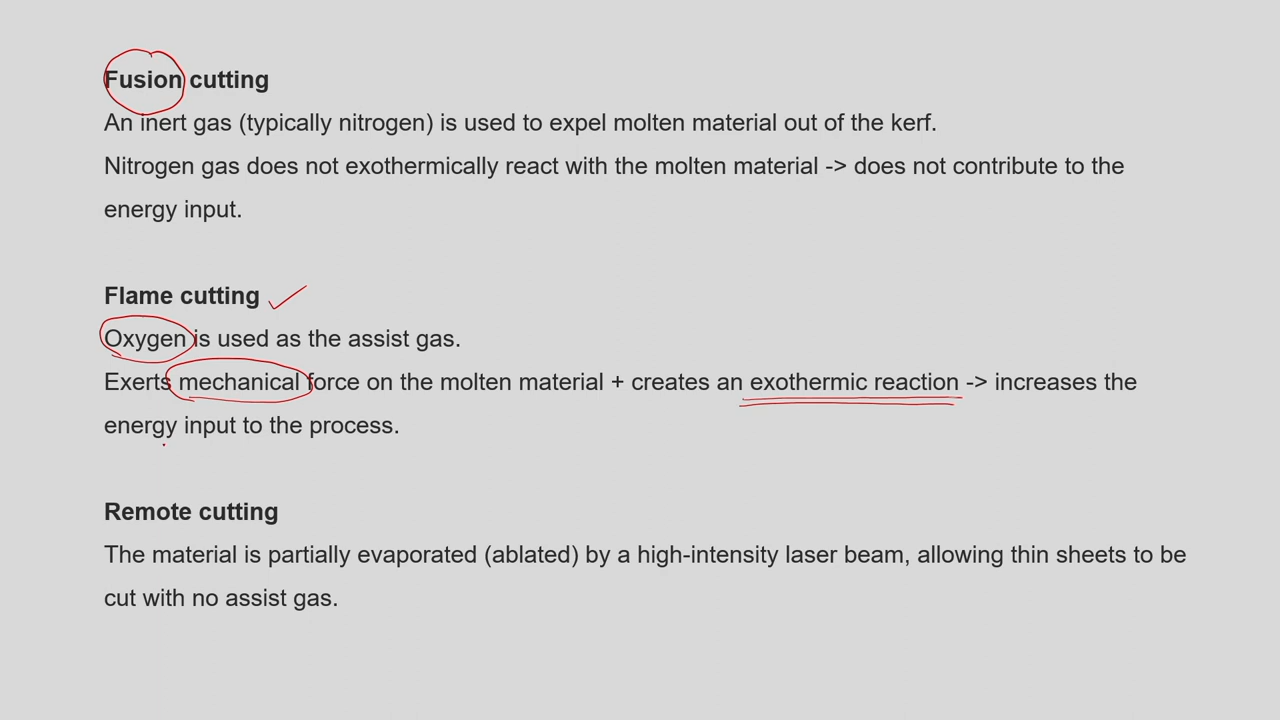 Fusion cutting
An inert gas (typically nitrogen) is used to expel molten material out of the kerf.
Nitrogen gas does not exothermically react with the molten material -> does not contribute to the
energy input.
Flame cutting
Oxygen is used as the assist gas.
Exerts mechanical force on the molten material + creates an exothermic reaction -> increases the
energy input to the process.
Remote cutting
The material is partially evaporated (ablated) by a high-intensity laser beam, allowing thin sheets to be
cut with no assist gas.